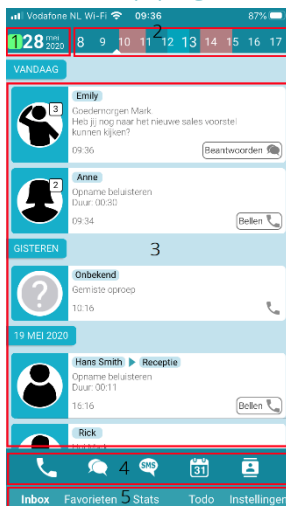 Vodafone NL Wi-Fi 09:36 87%
1 28 mei 2020
2
8 9 10 11 12 13 14 15 16 17
VANDAAG
Emily
3
Goedemorgen Mark
Heb jij nog naar het nieuwe sales voorstel
kunnen kijken?
09:36 Beantwoorden
Anne
2
Opname beluisteren
Duur: 00:30
09:34 Bellen
GISTEREN
3
Onbekend
Gemiste oproep
10:16
19 MEI 2020
Hans Smith Receptie
Opname beluisteren
Duur: 00:11
16:16 Bellen
Rick
4
SMS
31
5
Inbox Favorieten Stats Todo Instellingen